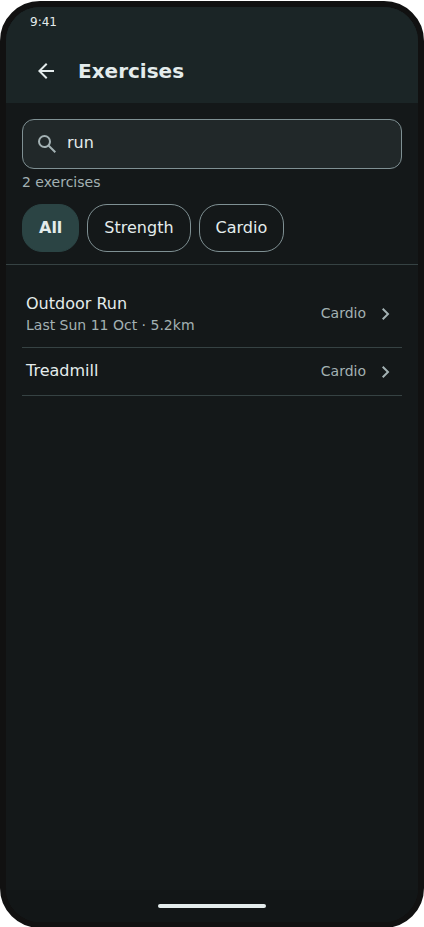 9:41
Exercises
run
2 exercises
All Strength Cardio
Outdoor Run
Last Sun 11 Oct · 5.2km
Cardio
Treadmill
Cardio